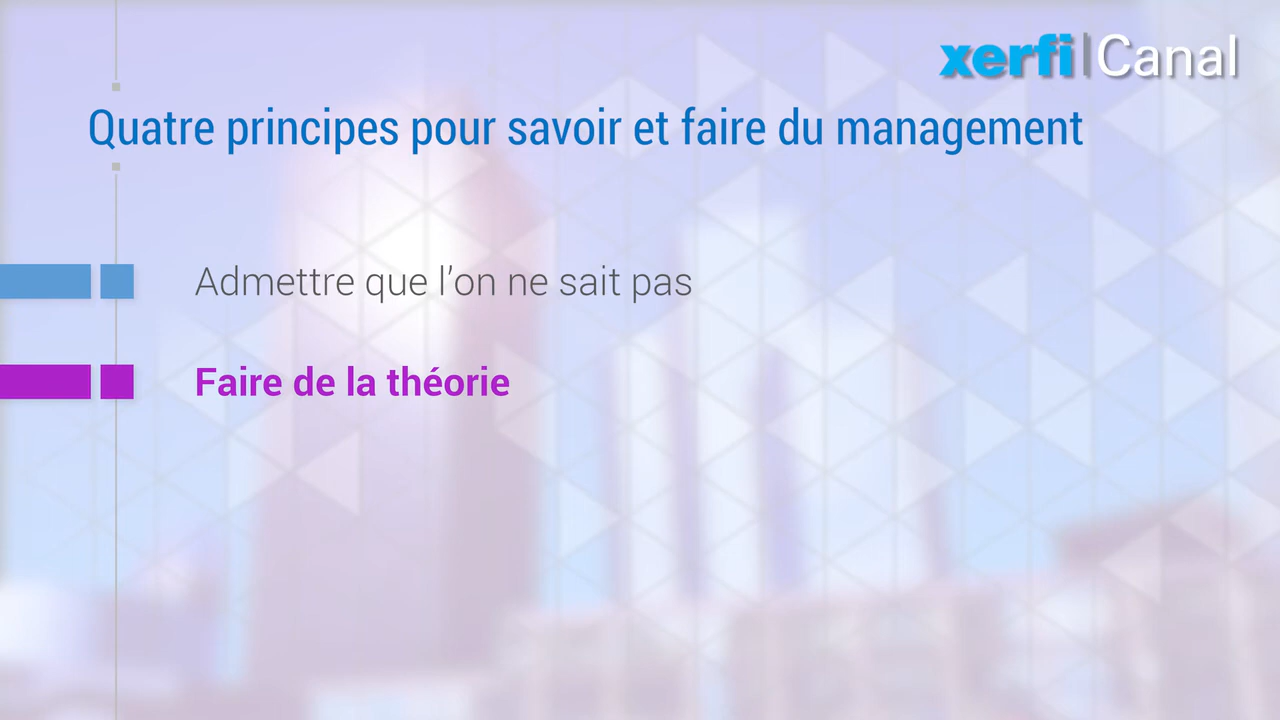 xerfi Canal
Quatre principes pour savoir et faire du management
Admettre que l’on ne sait pas
Faire de la théorie